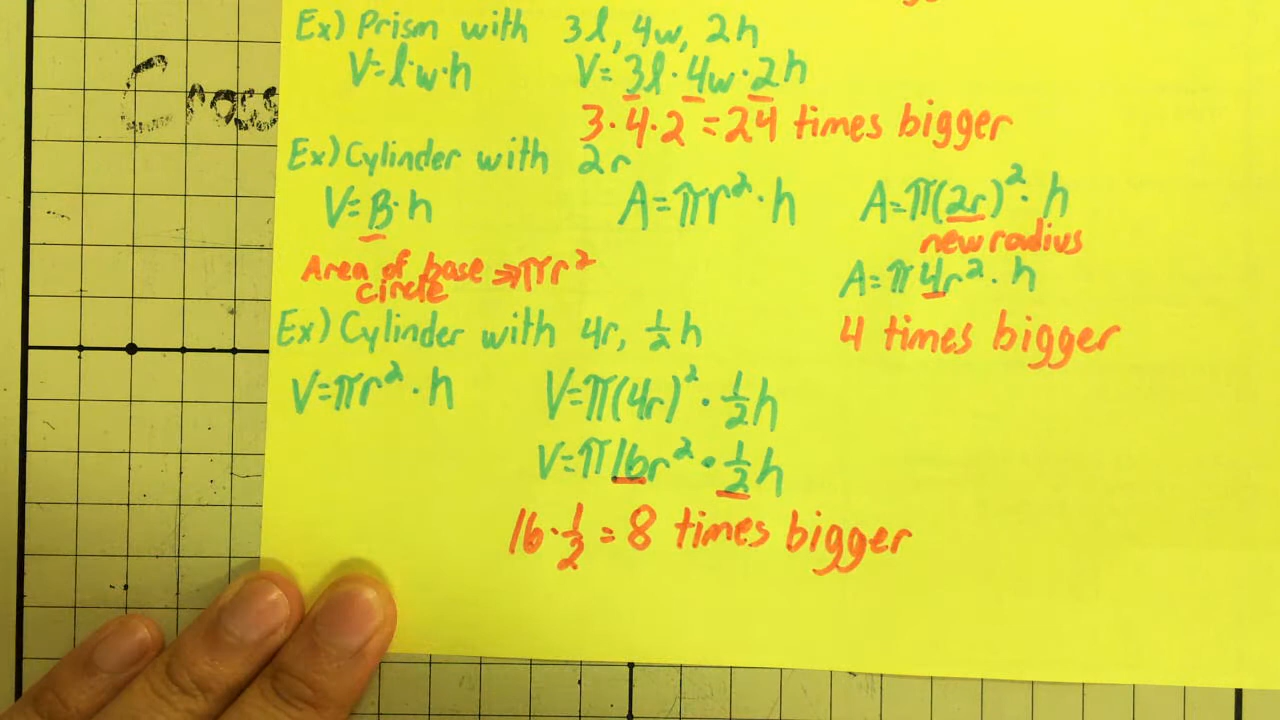 Ex) Prism with 3l, 4w, 2h
V=l·w·h V= 3l·4w·2h
3·4·2=24 times bigger
Ex) Cylinder with 2r
V=B·h A=πr²·h A=π(2r)²·h
new radius
Area of base ⇒πr²
circle
A=π4r²·h
Ex) Cylinder with 4r, 1/2h
4 times bigger
V=πr²·h V=π(4r)²·1/2h
V=π16r²·1/2h
16·1/2=8 times bigger